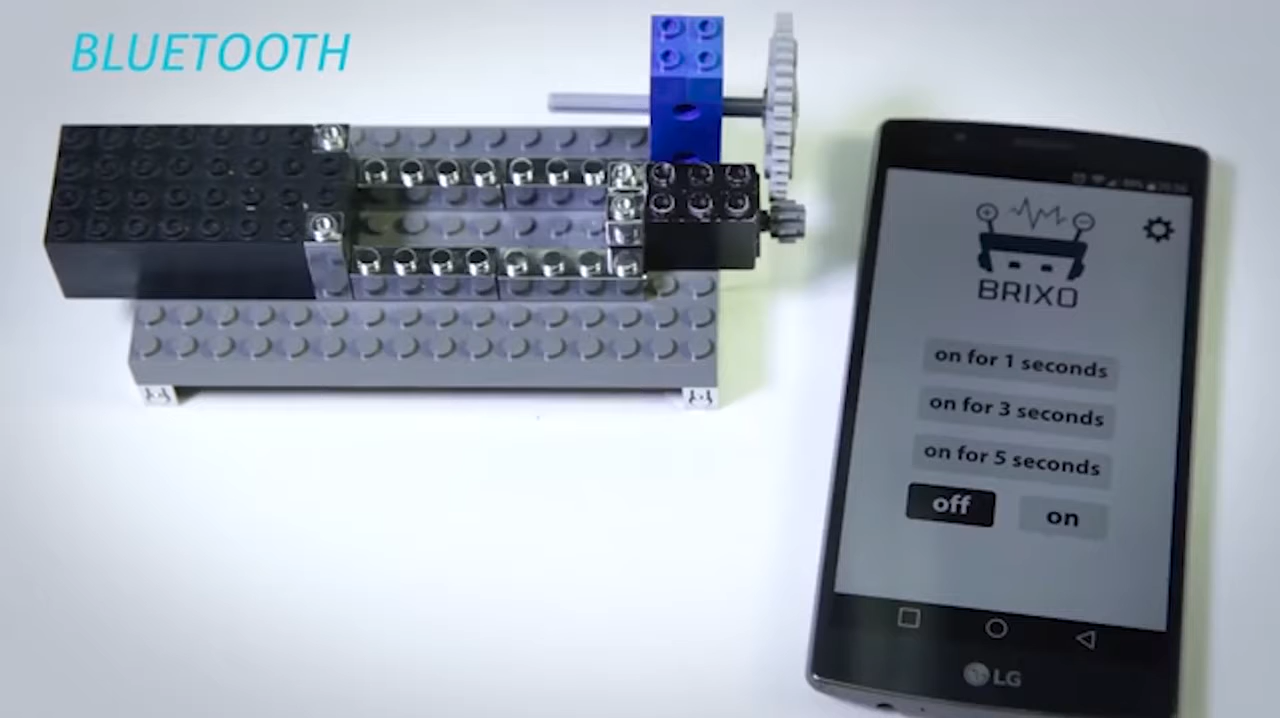 BLUETOOTH
BRIXO
on for 1 seconds
on for 3 seconds
on for 5 seconds
off
on
LG